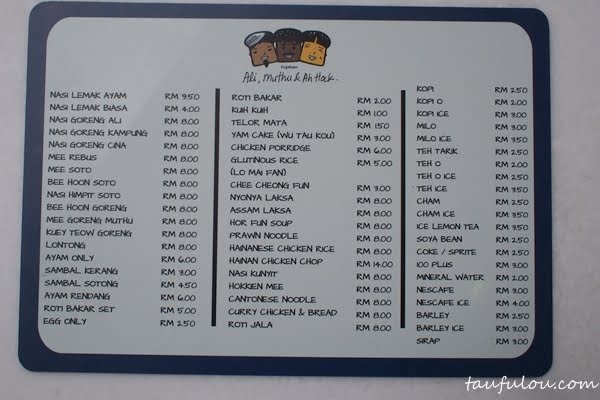 Kopitiam
Ali, Muthu & Ah Hock.
NASI LEMAK AYAM RM 9.50
NASI LEMAK BIASA RM 4.00
NASI GORENG ALI RM 8.00
NASI GORENG KAMPUNG RM 8.00
NASI GORENG CINA RM 8.00
MEE REBUS RM 8.00
MEE SOTO RM 8.00
BEE HOON SOTO RM 8.00
NASI HIMPIT SOTO RM 8.00
BEE HOON GORENG RM 8.00
MEE GORENG MUTHU RM 8.00
KUEY TEOW GORENG RM 8.00
LONTONG RM 8.00
AYAM ONLY RM 6.00
SAMBAL KERANG RM 3.00
SAMBAL SOTONG RM 4.50
AYAM RENDANG RM 6.00
ROTI BAKAR SET RM 5.00
EGG ONLY RM 2.50
ROTI BAKAR RM 2.00
KUIH KUIH RM 1.00
TELOR MATA RM 1.50
YAM CAKE (WU TAU KOU) RM 3.00
CHICKEN PORRIDGE RM 6.00
GLUTINOUS RICE RM 5.00
(LO MAI FAN)
CHEE CHEONG FUN RM 3.00
NYONYA LAKSA RM 8.00
ASSAM LAKSA RM 8.00
HOR FUN SOUP RM 8.00
PRAWN NOODLE RM 8.00
HAINANESE CHICKEN RICE RM 8.00
HAINAN CHICKEN CHOP RM 14.00
NASI KUNYIT RM 8.00
HOKKEN MEE RM 8.00
CANTONESE NOODLE RM 8.00
CURRY CHICKEN & BREAD RM 8.00
ROTI JALA RM 8.00
KOPI RM 2.50
KOPI O RM 2.00
KOPI ICE RM 3.00
MILO RM 3.00
MILO ICE RM 3.50
TEH TARIK RM 2.50
TEH O RM 2.00
TEH O ICE RM 2.50
TEH ICE RM 3.50
CHAM RM 2.50
CHAM ICE RM 3.50
ICE LEMON TEA RM 3.50
SOYA BEAN RM 2.50
COKE / SPRITE RM 2.50
100 PLUS RM 3.00
MINERAL WATER RM 2.00
NESCAFE RM 3.00
NESCAFE ICE RM 4.00
BARLEY RM 2.50
BARLEY ICE RM 3.00
SIRAP RM 3.00
taufulou.com